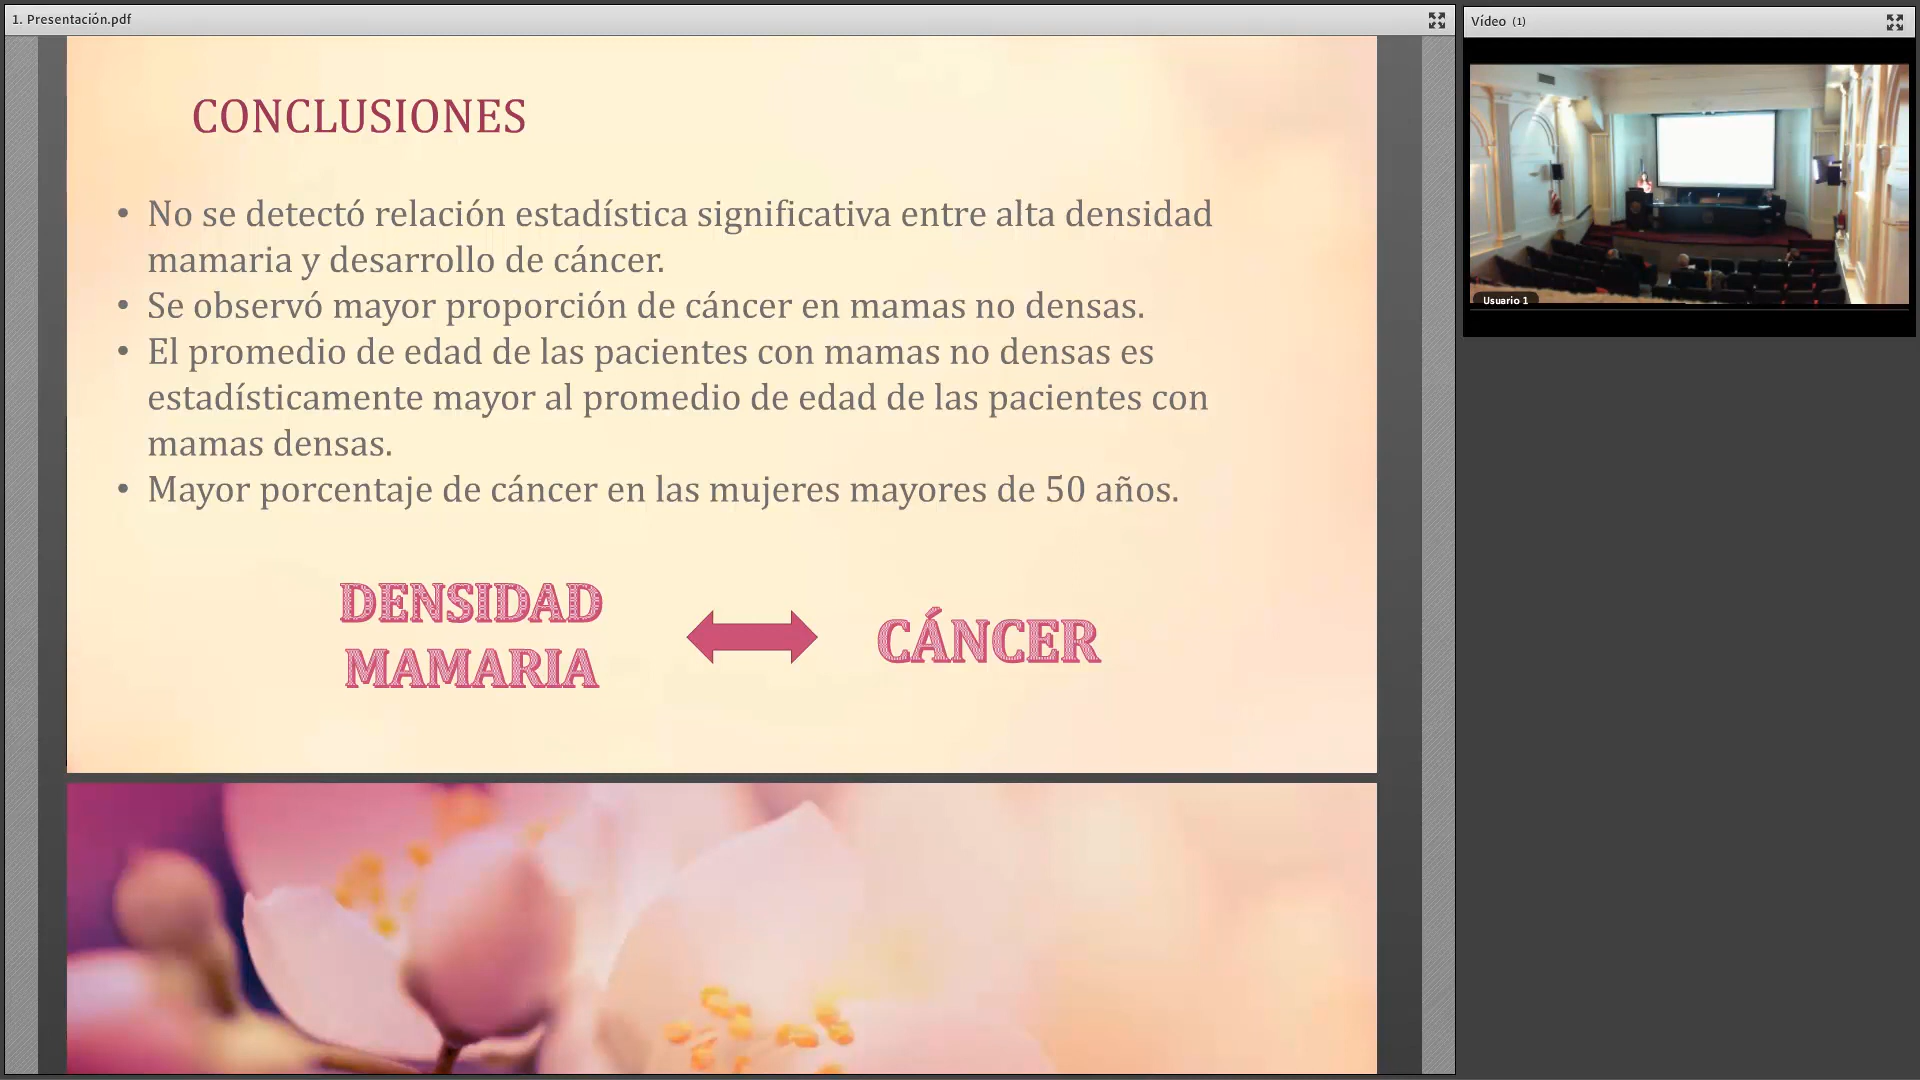 1. Presentación.pdf
CONCLUSIONES
• No se detectó relación estadística significativa entre alta densidad
mamaria y desarrollo de cáncer.
• Se observó mayor proporción de cáncer en mamas no densas.
• El promedio de edad de las pacientes con mamas no densas es
estadísticamente mayor al promedio de edad de las pacientes con
mamas densas.
• Mayor porcentaje de cáncer en las mujeres mayores de 50 años.
DENSIDAD
MAMARIA
CÁNCER
Vídeo (1)
Usuario 1